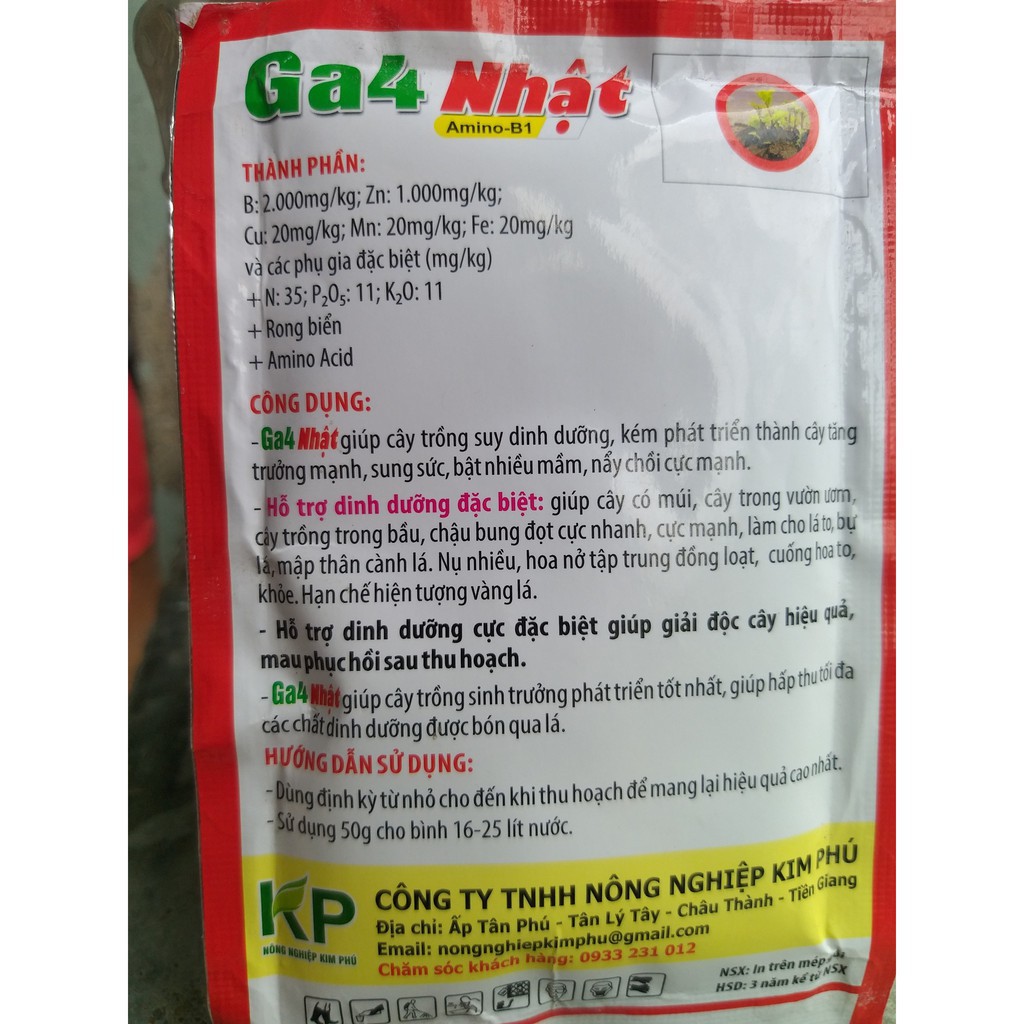 Ga4 Nhật
Amino-B1
THÀNH PHẦN:
B: 2.000mg/kg; Zn: 1.000mg/kg;
Cu: 20mg/kg; Mn: 20mg/kg; Fe: 20mg/kg
và các phụ gia đặc biệt (mg/kg)
+ N: 35; P₂O₅: 11; K₂O: 11
+ Rong biển
+ Amino Acid
CÔNG DỤNG:
- Ga4 Nhật giúp cây trồng suy dinh dưỡng, kém phát triển thành cây tăng
trưởng mạnh, sung sức, bật nhiều mầm, nẩy chồi cực mạnh.
- Hỗ trợ dinh dưỡng đặc biệt: giúp cây có múi, cây trong vườn ươm,
cây trồng trong bầu, chậu bung đọt cực nhanh, cực mạnh, làm cho lá to, bự
lá, mập thân cành lá. Nụ nhiều, hoa nở tập trung đồng loạt, cuống hoa to,
khỏe. Hạn chế hiện tượng vàng lá.
- Hỗ trợ dinh dưỡng cực đặc biệt giúp giải độc cây hiệu quả,
mau phục hồi sau thu hoạch.
- Ga4 Nhật giúp cây trồng sinh trưởng phát triển tốt nhất, giúp hấp thu tối đa
các chất dinh dưỡng được bón qua lá.
HƯỚNG DẪN SỬ DỤNG:
- Dùng định kỳ từ nhỏ cho đến khi thu hoạch để mang lại hiệu quả cao nhất.
- Sử dụng 50g cho bình 16-25 lít nước.
KP
NÔNG NGHIỆP KIM PHÚ
CÔNG TY TNHH NÔNG NGHIỆP KIM PHÚ
Địa chỉ: Ấp Tân Phú - Tân Lý Tây - Châu Thành - Tiền Giang
Email: nongnghiepkimphu@gmail.com
Chăm sóc khách hàng: 0933 231 012
NSX: In trên mép
HSD: 3 năm kể từ NSX